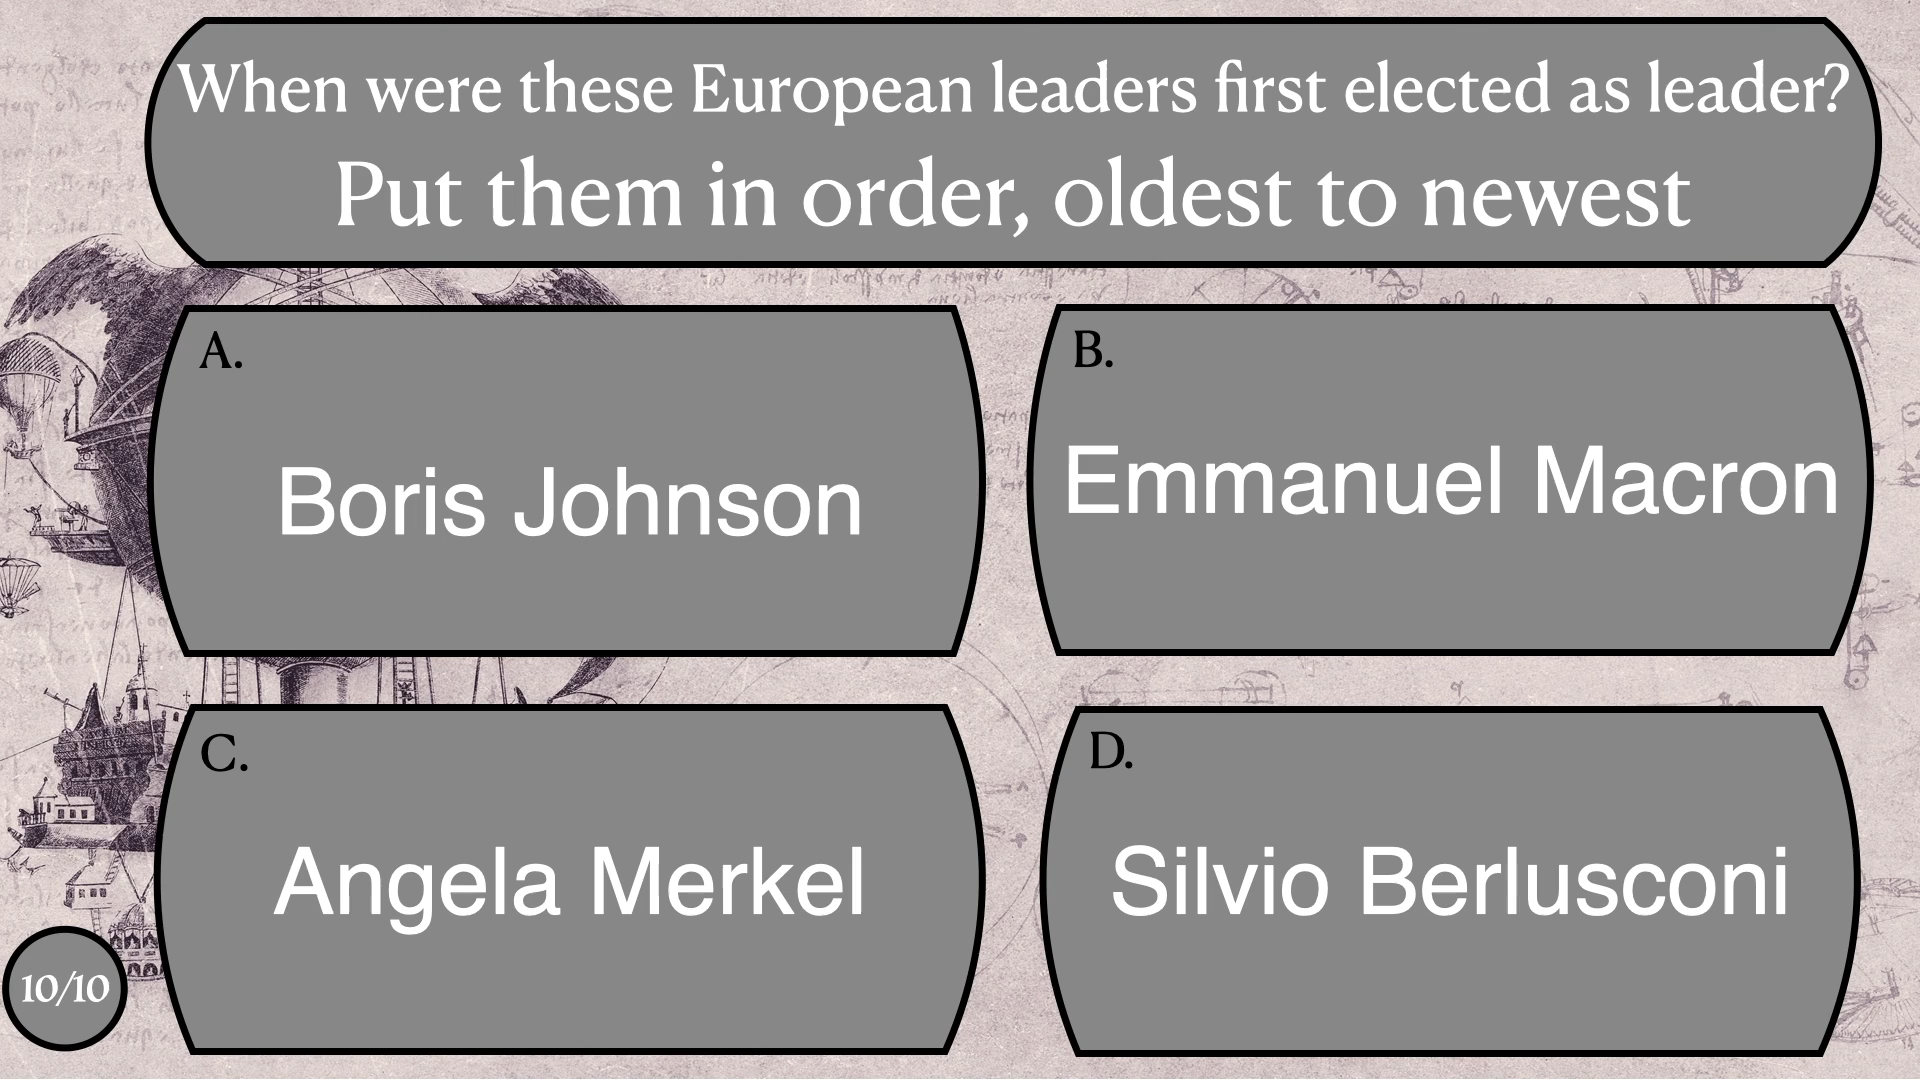 When were these European leaders first elected as leader?
Put them in order, oldest to newest
A.
Boris Johnson
B.
Emmanuel Macron
C.
Angela Merkel
D.
Silvio Berlusconi
10/10